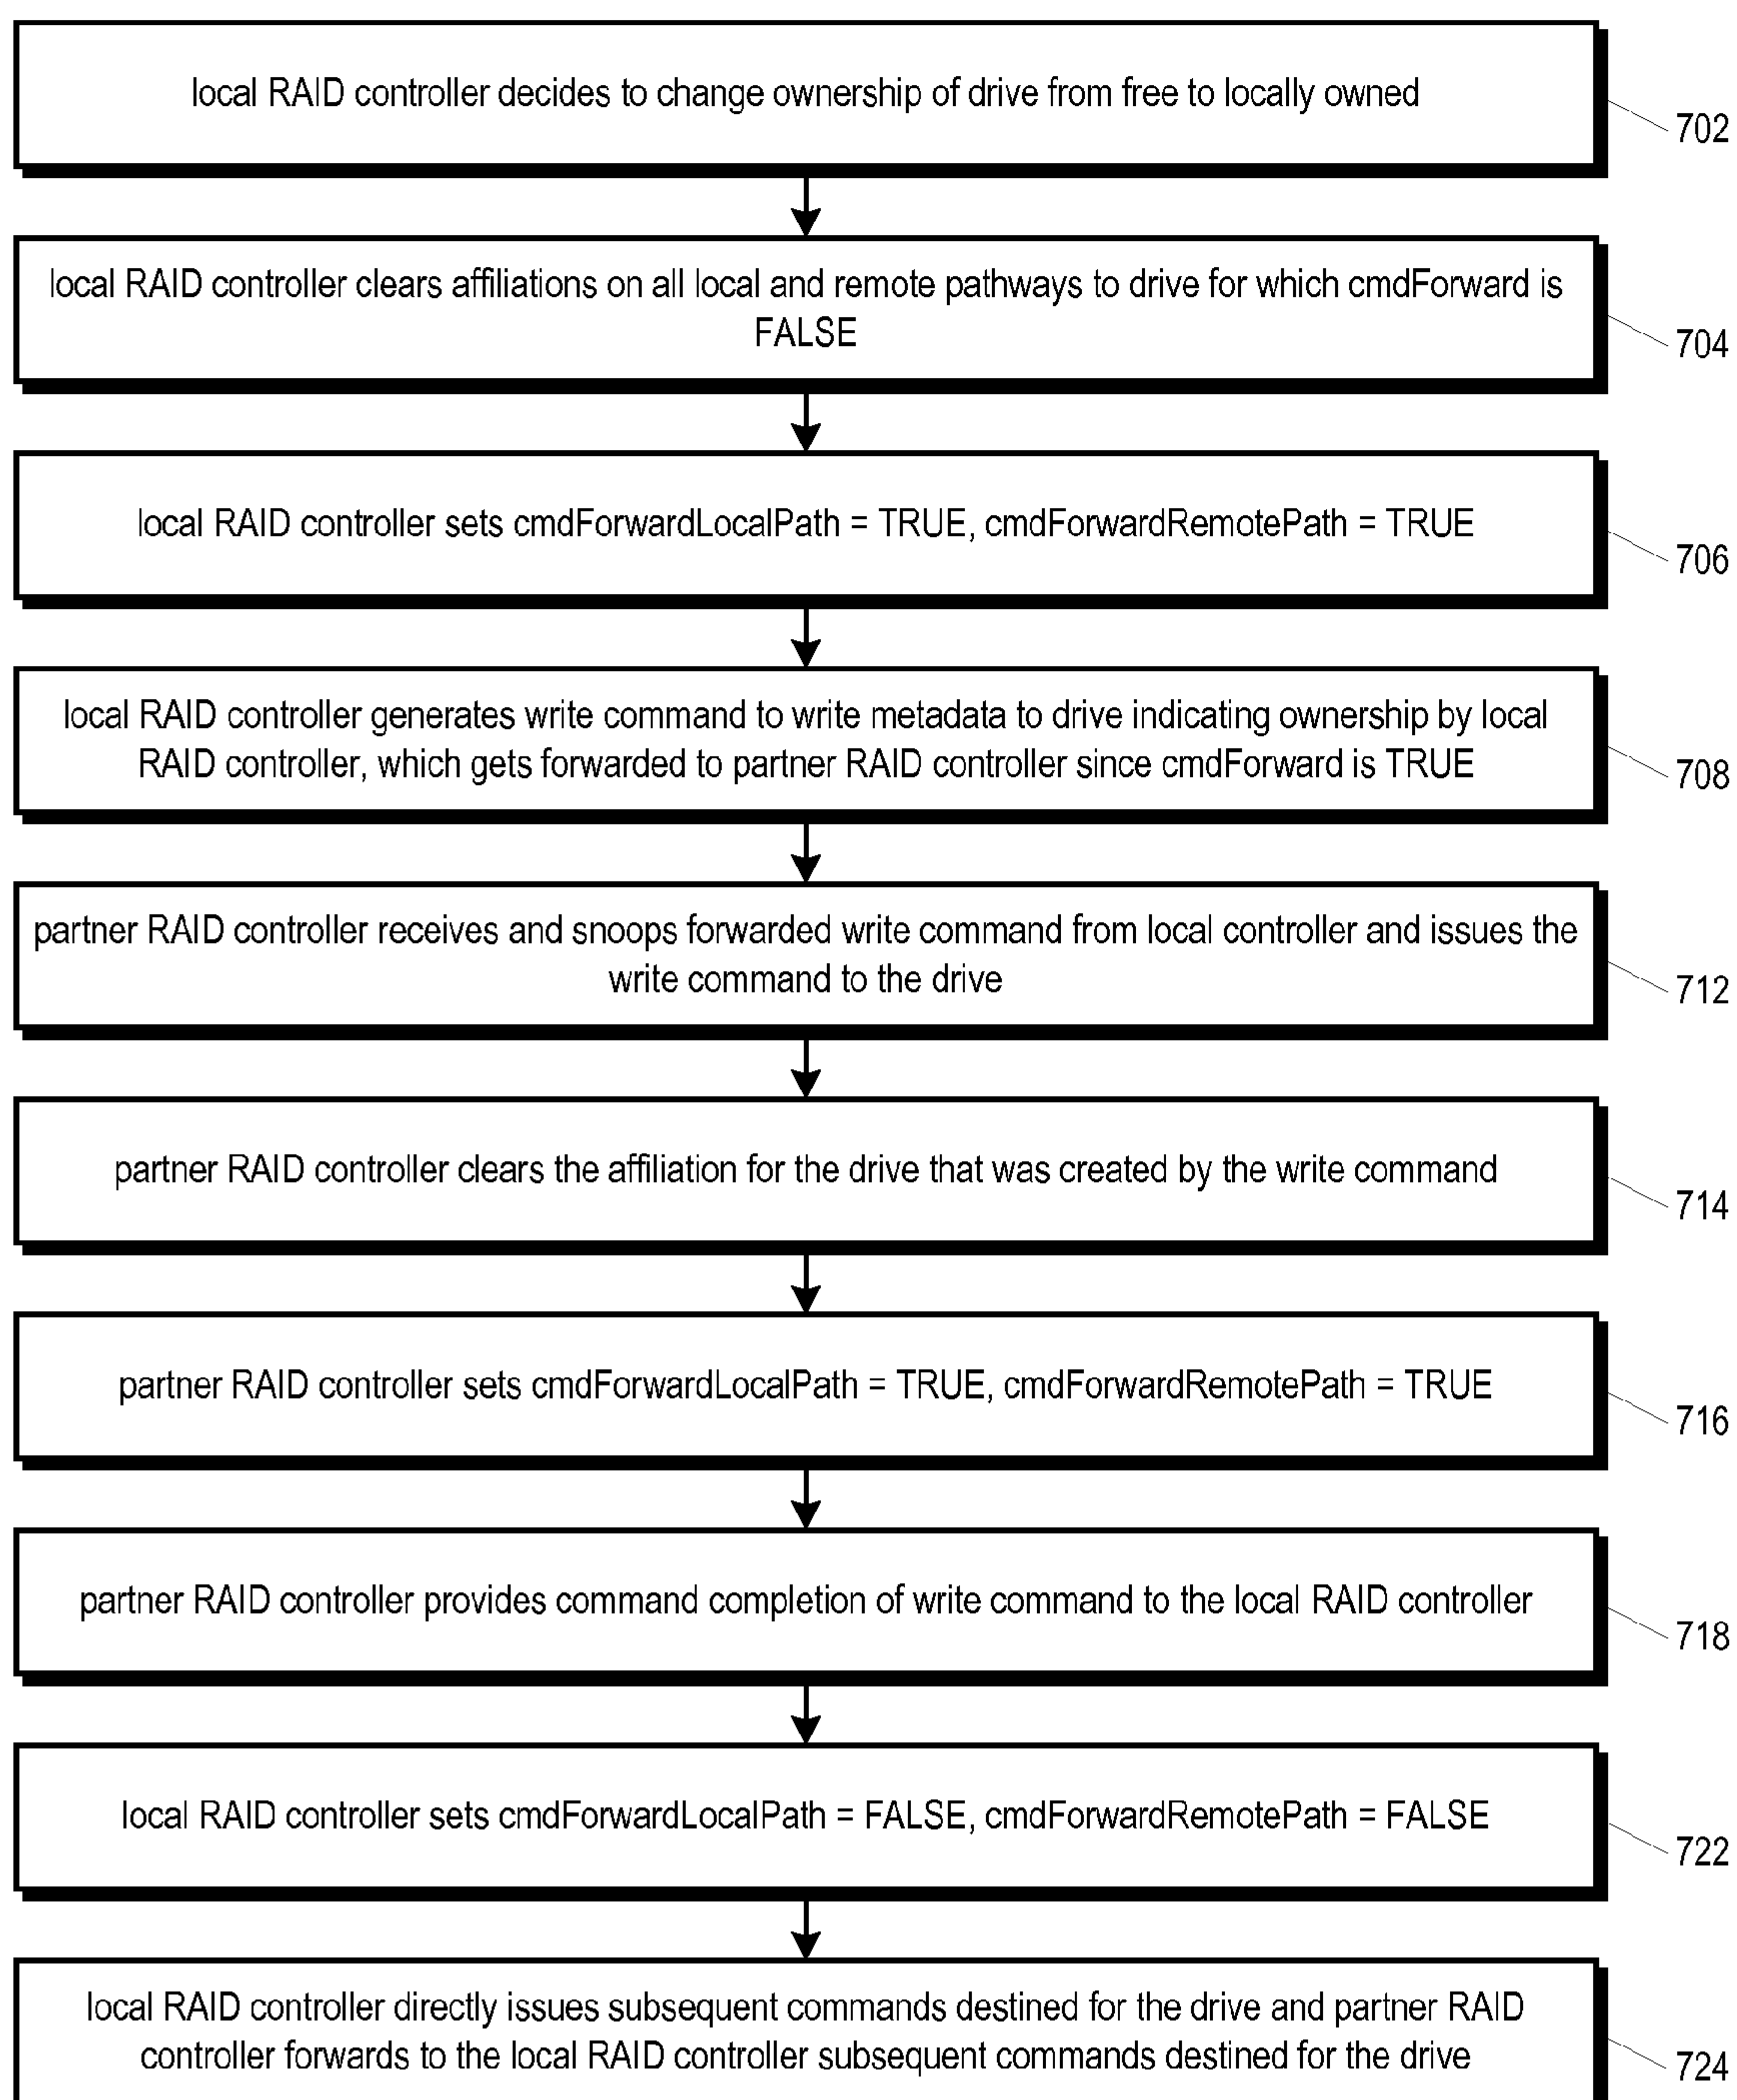 local RAID controller decides to change ownership of drive from free to locally owned
702
local RAID controller clears affiliations on all local and remote pathways to drive for which cmdForward is
FALSE
704
local RAID controller sets cmdForwardLocalPath = TRUE, cmdForwardRemotePath = TRUE
706
local RAID controller generates write command to write metadata to drive indicating ownership by local
RAID controller, which gets forwarded to partner RAID controller since cmdForward is TRUE
708
partner RAID controller receives and snoops forwarded write command from local controller and issues the
write command to the drive
712
partner RAID controller clears the affiliation for the drive that was created by the write command
714
partner RAID controller sets cmdForwardLocalPath = TRUE, cmdForwardRemotePath = TRUE
716
partner RAID controller provides command completion of write command to the local RAID controller
718
local RAID controller sets cmdForwardLocalPath = FALSE, cmdForwardRemotePath = FALSE
722
local RAID controller directly issues subsequent commands destined for the drive and partner RAID
controller forwards to the local RAID controller subsequent commands destined for the drive
724